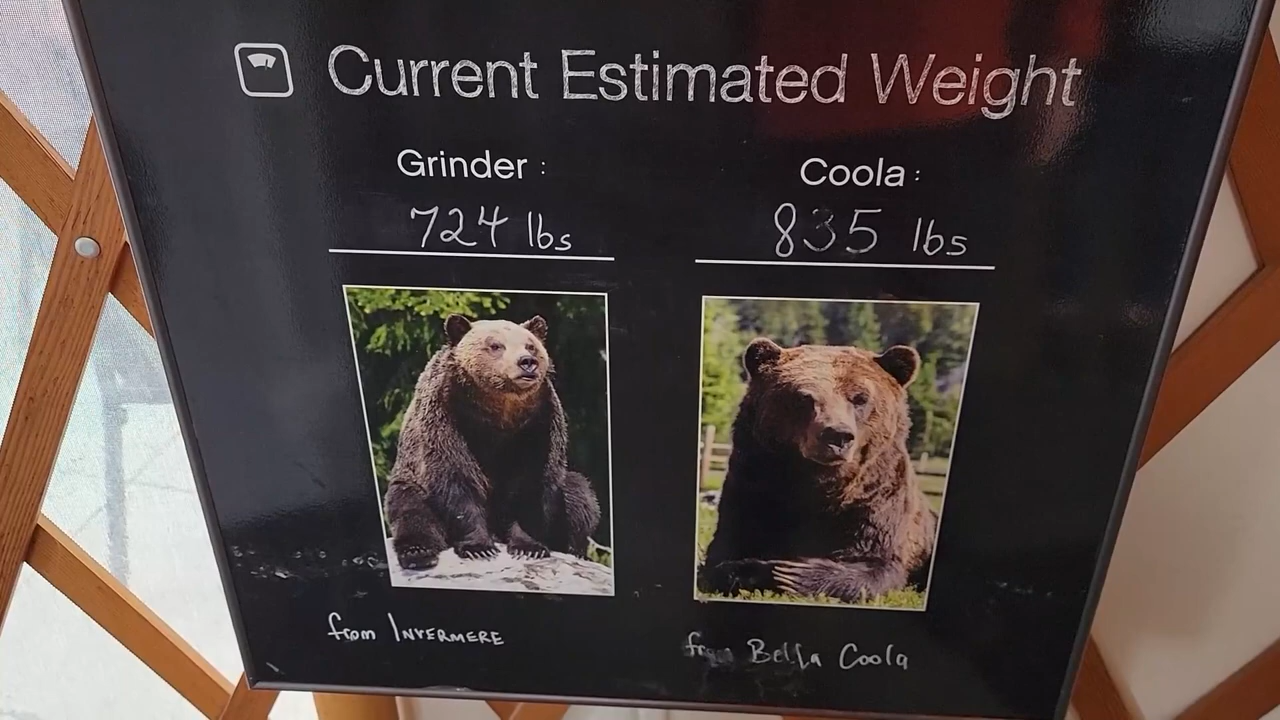 Current Estimated Weight
Grinder :
Coola :
724 lbs
835 lbs
from INVERMERE
from Bella Coola